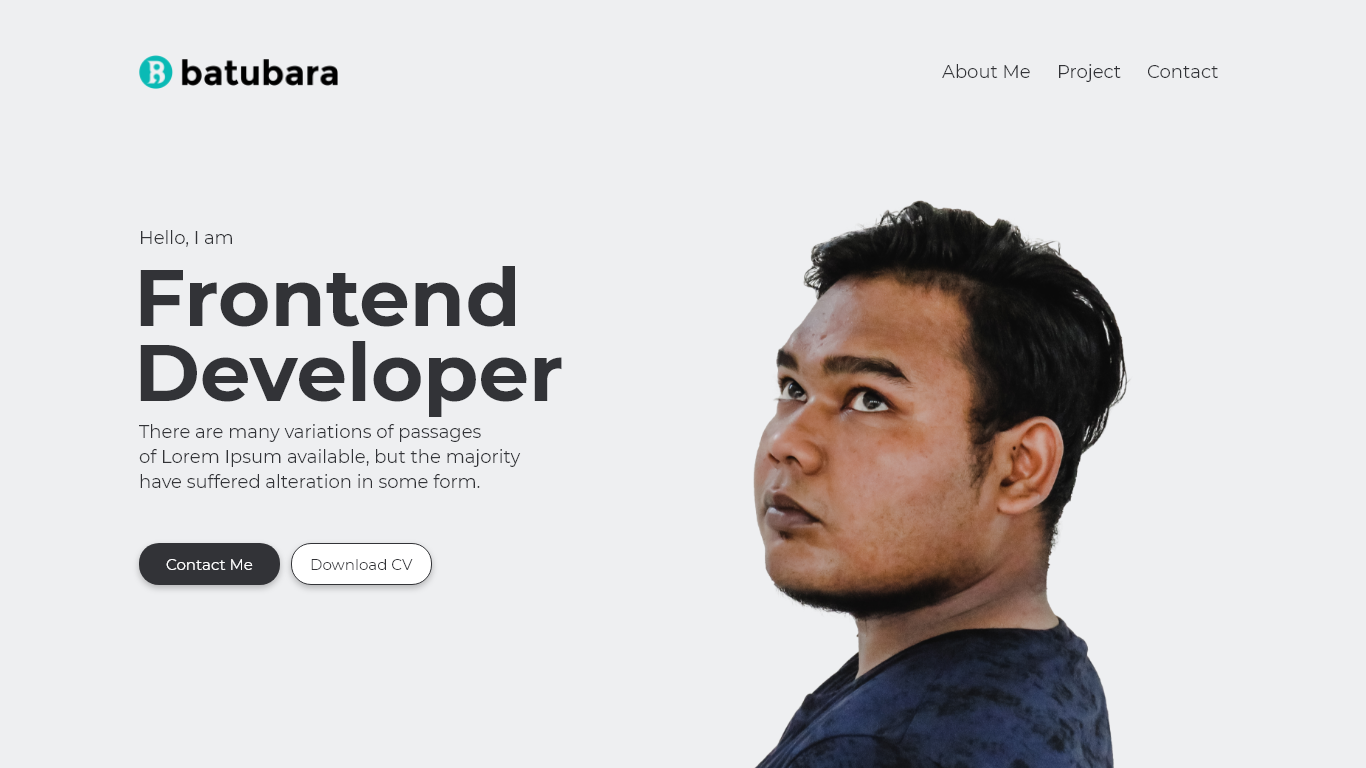 batubara
About Me
Project
Contact
Hello, I am
Frontend
Developer
There are many variations of passages
of Lorem Ipsum available, but the majority
have suffered alteration in some form.
Contact Me
Download CV